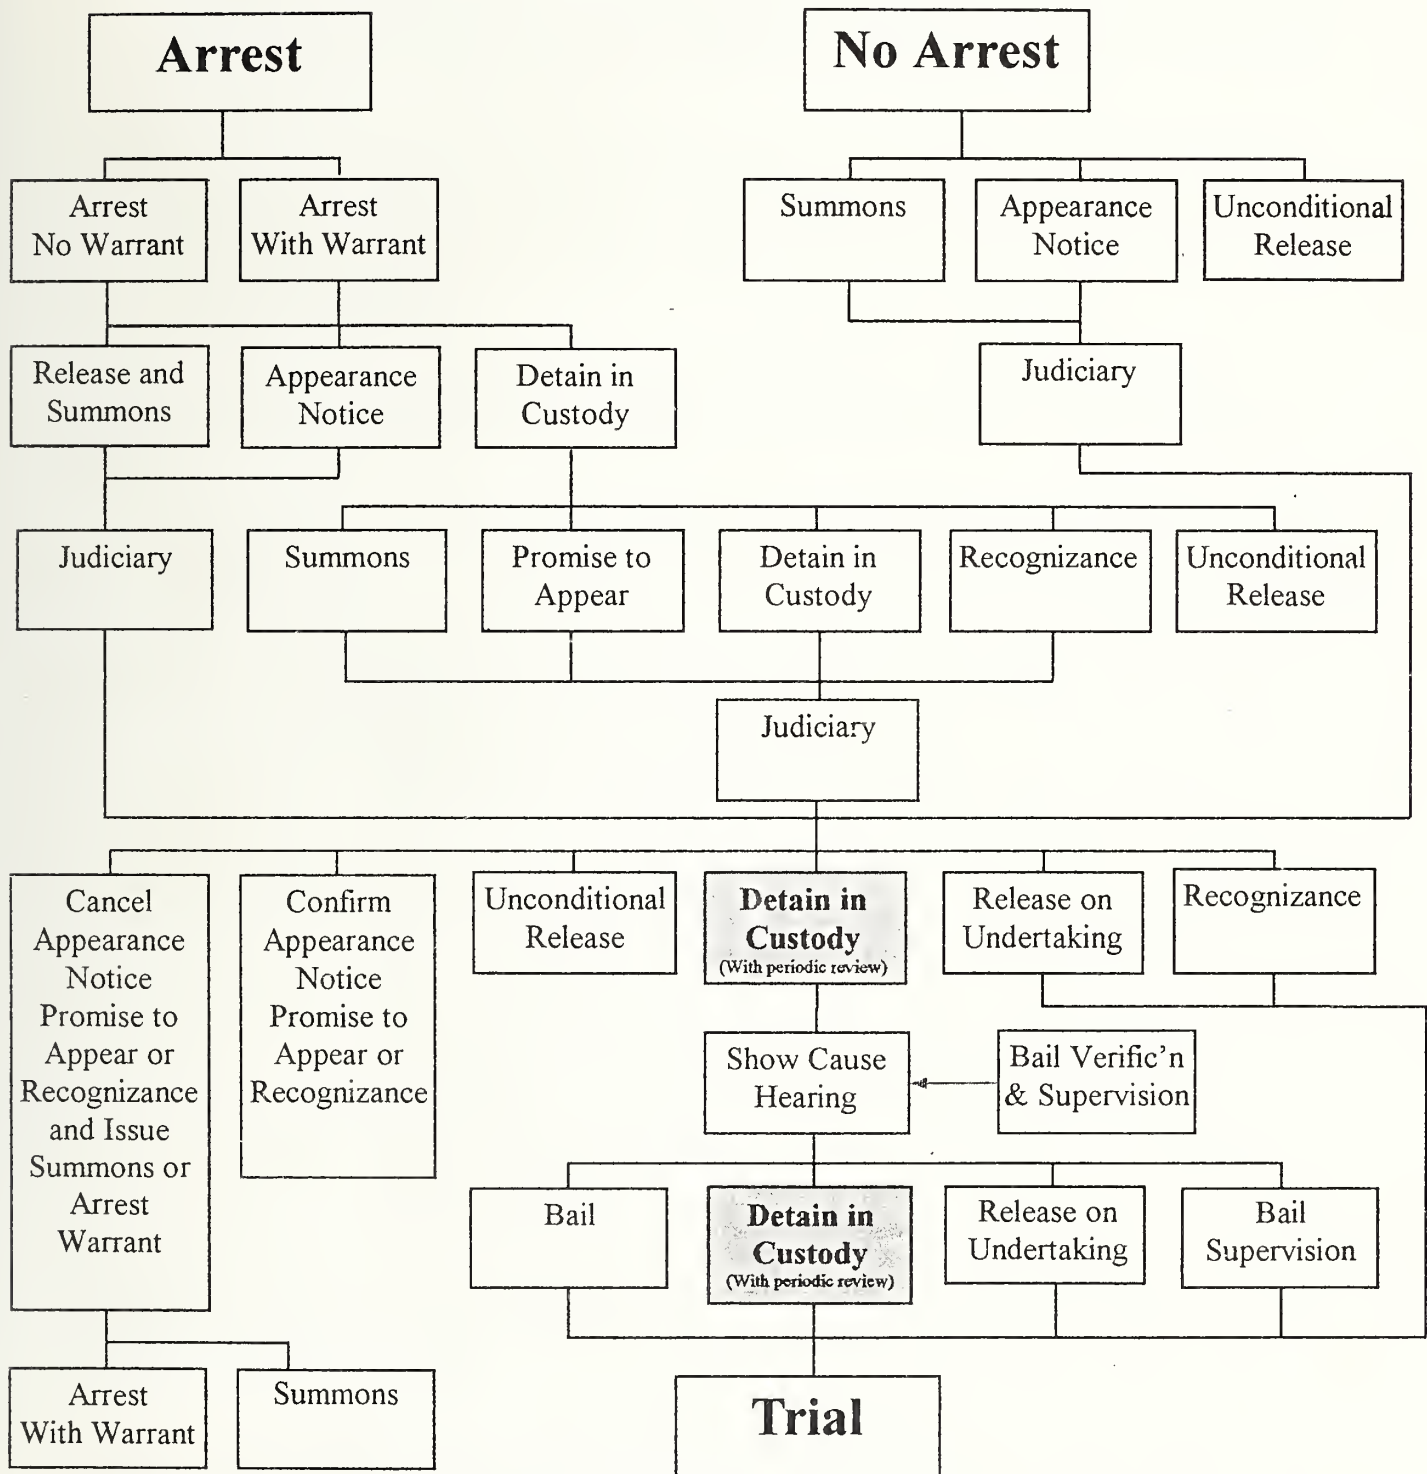 Arrest
No Arrest
Arrest
No Warrant
Arrest
With Warrant
Summons
Appearance
Notice
Unconditional
Release
Release and
Summons
Appearance
Notice
Detain in
Custody
Judiciary
Judiciary
Summons
Promise to
Appear
Detain in
Custody
Recognizance
Unconditional
Release
Judiciary
Cancel
Appearance
Notice
Promise to
Appear or
Recognizance
and Issue
Summons or
Arrest
Warrant
Confirm
Appearance
Notice
Promise to
Appear or
Recognizance
Unconditional
Release
Detain in
Custody
(With periodic review)
Release on
Undertaking
Recognizance
Show Cause
Hearing
Bail Verific'n
& Supervision
Bail
Detain in
Custody
(With periodic review)
Release on
Undertaking
Bail
Supervision
Arrest
With Warrant
Summons
Trial